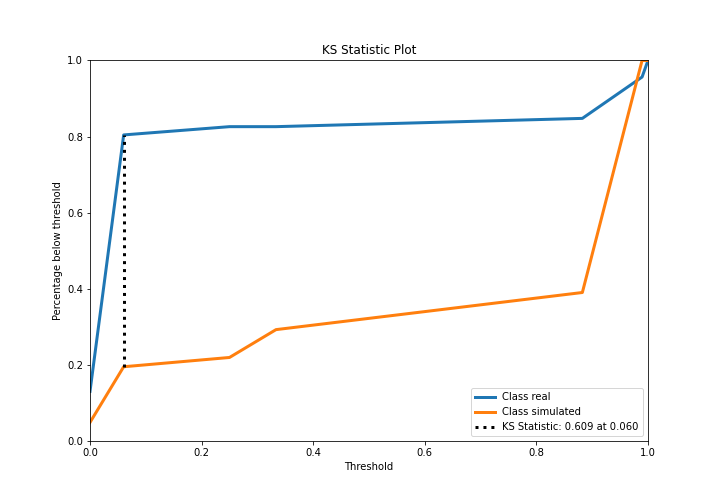 KS Statistic Plot
1.0
0.8
0.6
0.4
0.2
0.0
Percentage below threshold
0.0 0.2 0.4 0.6 0.8 1.0
Threshold
Class real
Class simulated
KS Statistic: 0.609 at 0.060